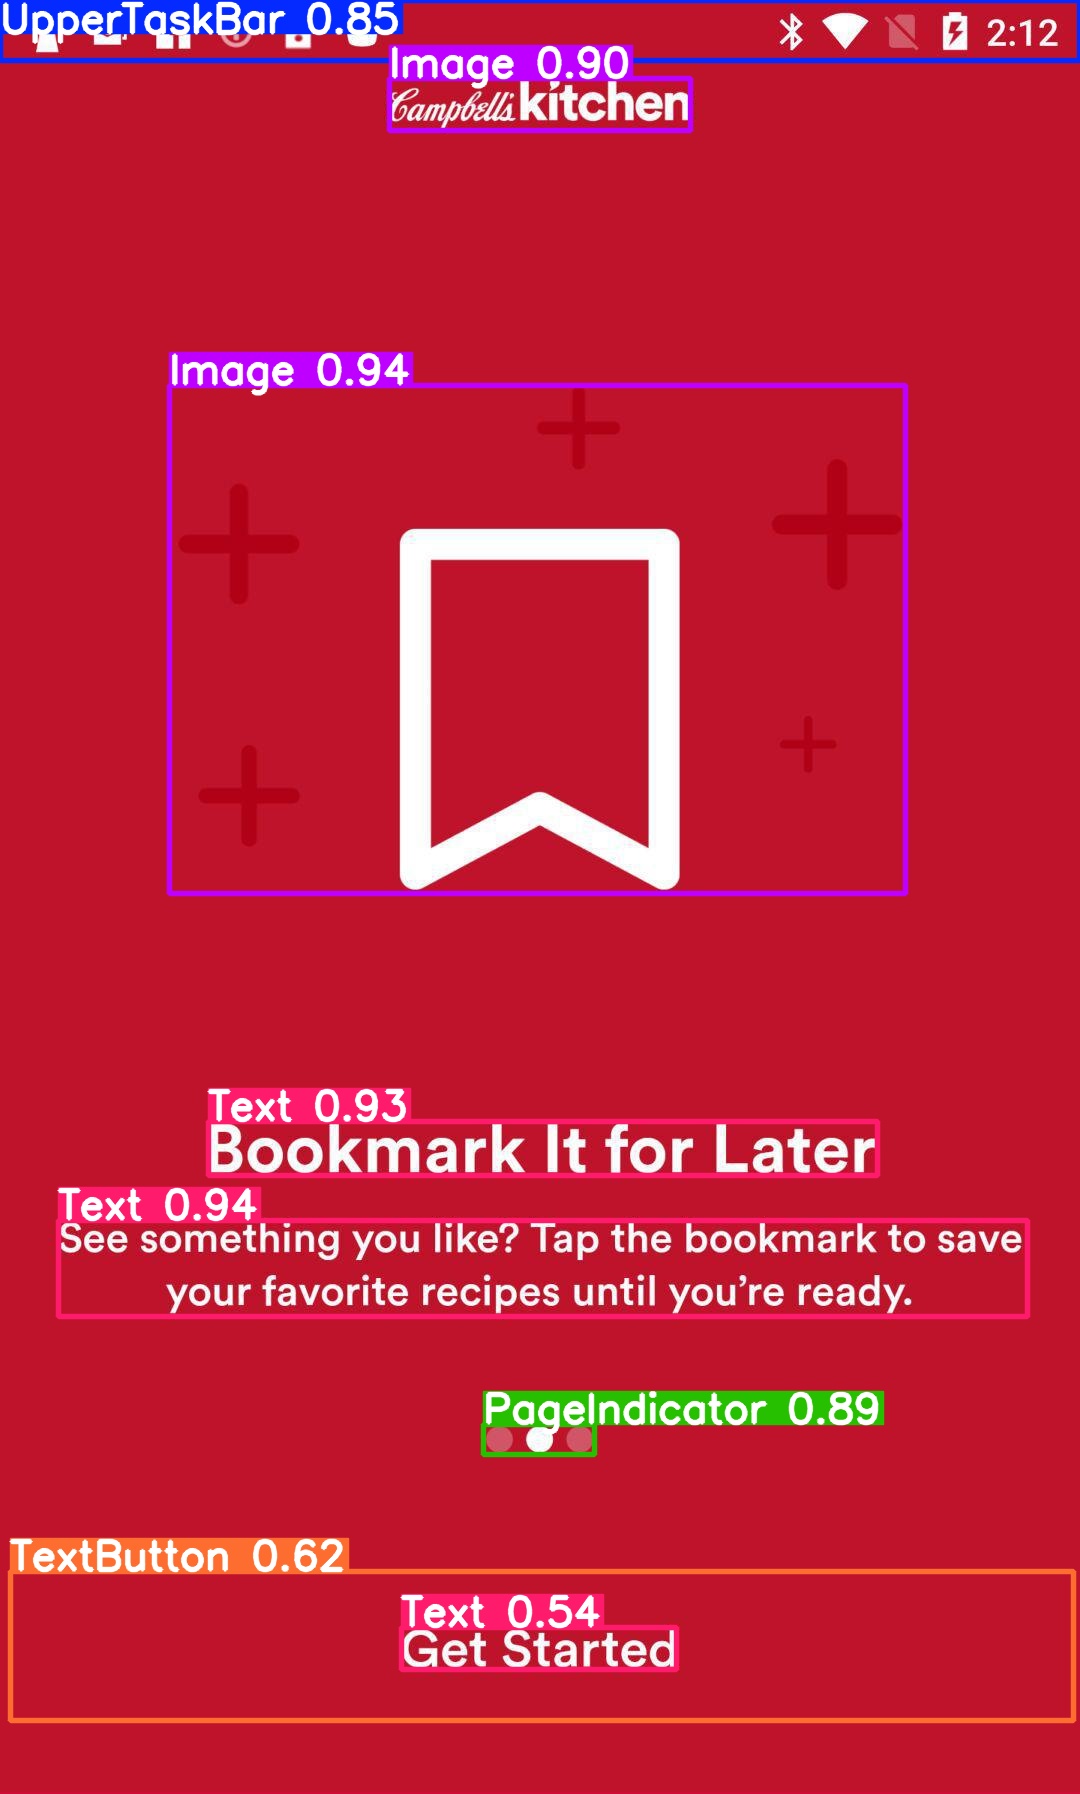 UpperTaskBar 0.85
2:12
Image 0.90
Campbell's kitchen
Image 0.94
Text 0.93
Bookmark It for Later
Text 0.94
See something you like? Tap the bookmark to save
your favorite recipes until you're ready.
PageIndicator 0.89
TextButton 0.62
Text 0.54
Get Started